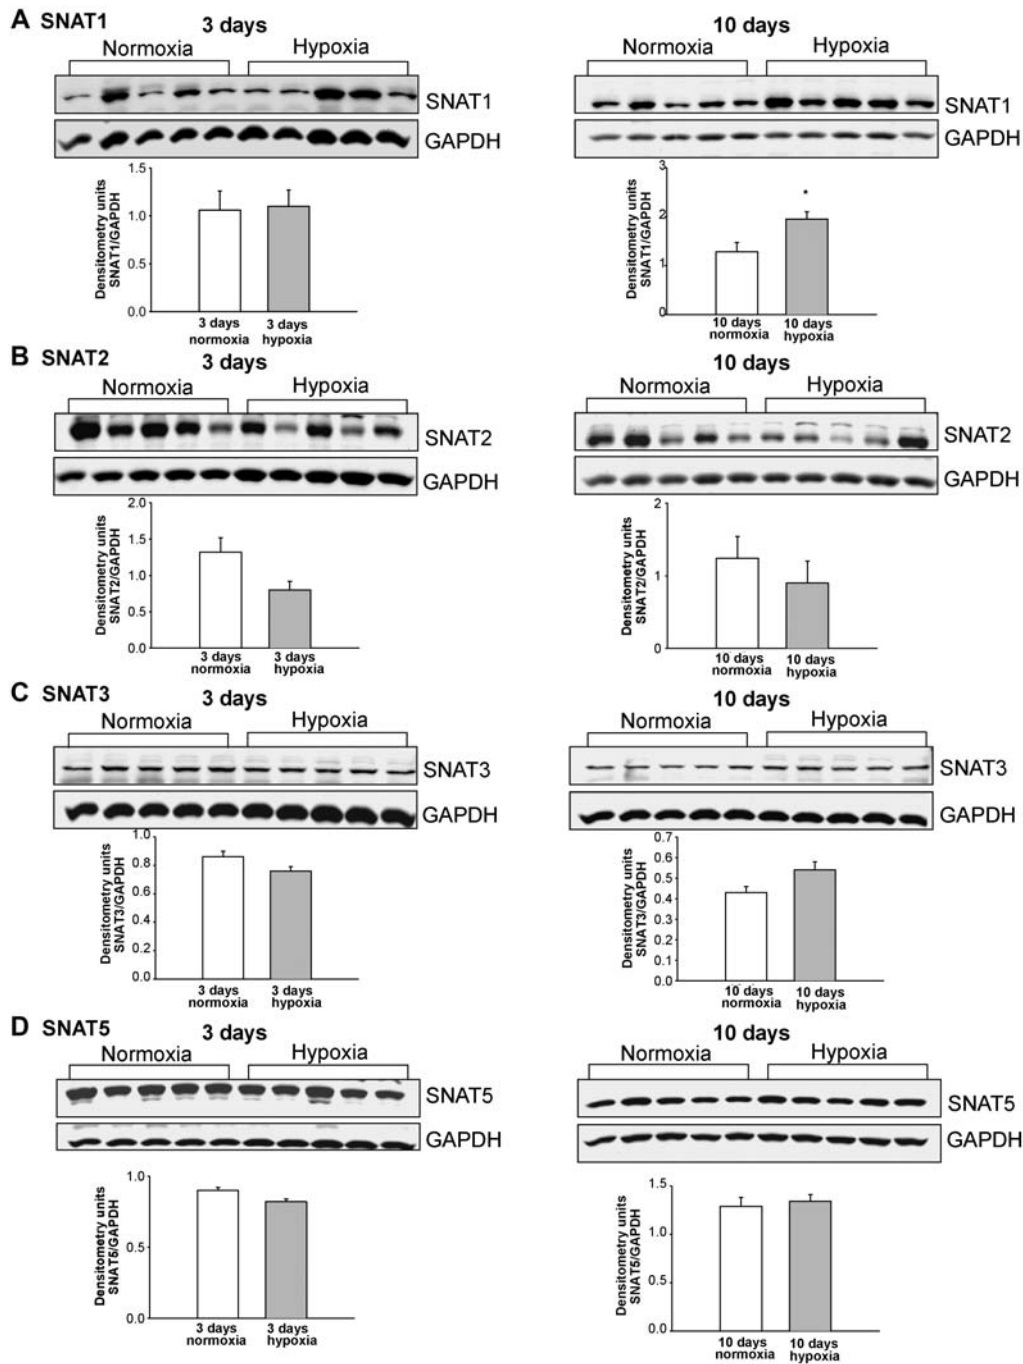 A SNAT1
3 days
Normoxia Hypoxia
SNAT1
GAPDH
Densitometry units
SNAT1/GAPDH
1.5
1.0
0.5
0.0
3 days
normoxia
3 days
hypoxia
10 days
Normoxia Hypoxia
SNAT1
GAPDH
Densitometry units
SNAT1/GAPDH
3
2
1
0
*
10 days
normoxia
10 days
hypoxia
B SNAT2
3 days
Normoxia Hypoxia
SNAT2
GAPDH
Densitometry units
SNAT2/GAPDH
2.0
1.5
1.0
0.5
0.0
3 days
normoxia
3 days
hypoxia
10 days
Normoxia Hypoxia
SNAT2
GAPDH
Densitometry units
SNAT2/GAPDH
2
1
0
10 days
normoxia
10 days
hypoxia
C SNAT3
3 days
Normoxia Hypoxia
SNAT3
GAPDH
Densitometry units
SNAT3/GAPDH
1.0
0.8
0.6
0.4
0.2
0.0
3 days
normoxia
3 days
hypoxia
10 days
Normoxia Hypoxia
SNAT3
GAPDH
Densitometry units
SNAT3/GAPDH
0.7
0.6
0.5
0.4
0.3
0.2
0.1
0.0
10 days
normoxia
10 days
hypoxia
D SNAT5
3 days
Normoxia Hypoxia
SNAT5
GAPDH
Densitometry units
SNAT5/GAPDH
1.0
0.5
0.0
3 days
normoxia
3 days
hypoxia
10 days
Normoxia Hypoxia
SNAT5
GAPDH
Densitometry units
SNAT5/GAPDH
1.5
1.0
0.5
0.0
10 days
normoxia
10 days
hypoxia